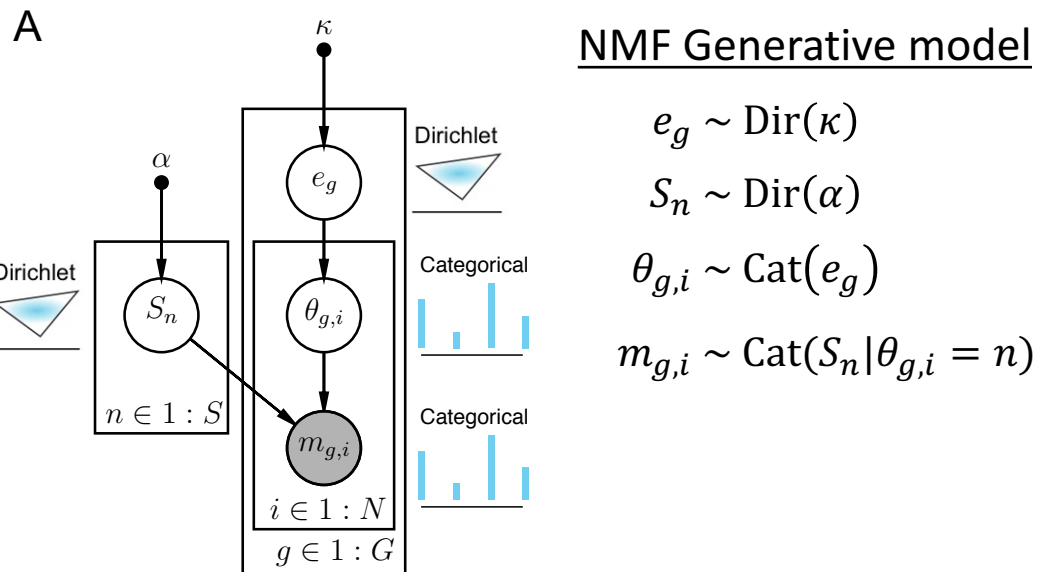 A
κ
NMF Generative model
Dirichlet
e_g
e_g ~ Dir(κ)
α
S_n ~ Dir(α)
Dirichlet
S_n
θ_{g,i}
Categorical
θ_{g,i} ~ Cat(e_g)
m_{g,i} ~ Cat(S_n|θ_{g,i} = n)
n ∈ 1 : S
m_{g,i}
Categorical
i ∈ 1 : N
g ∈ 1 : G